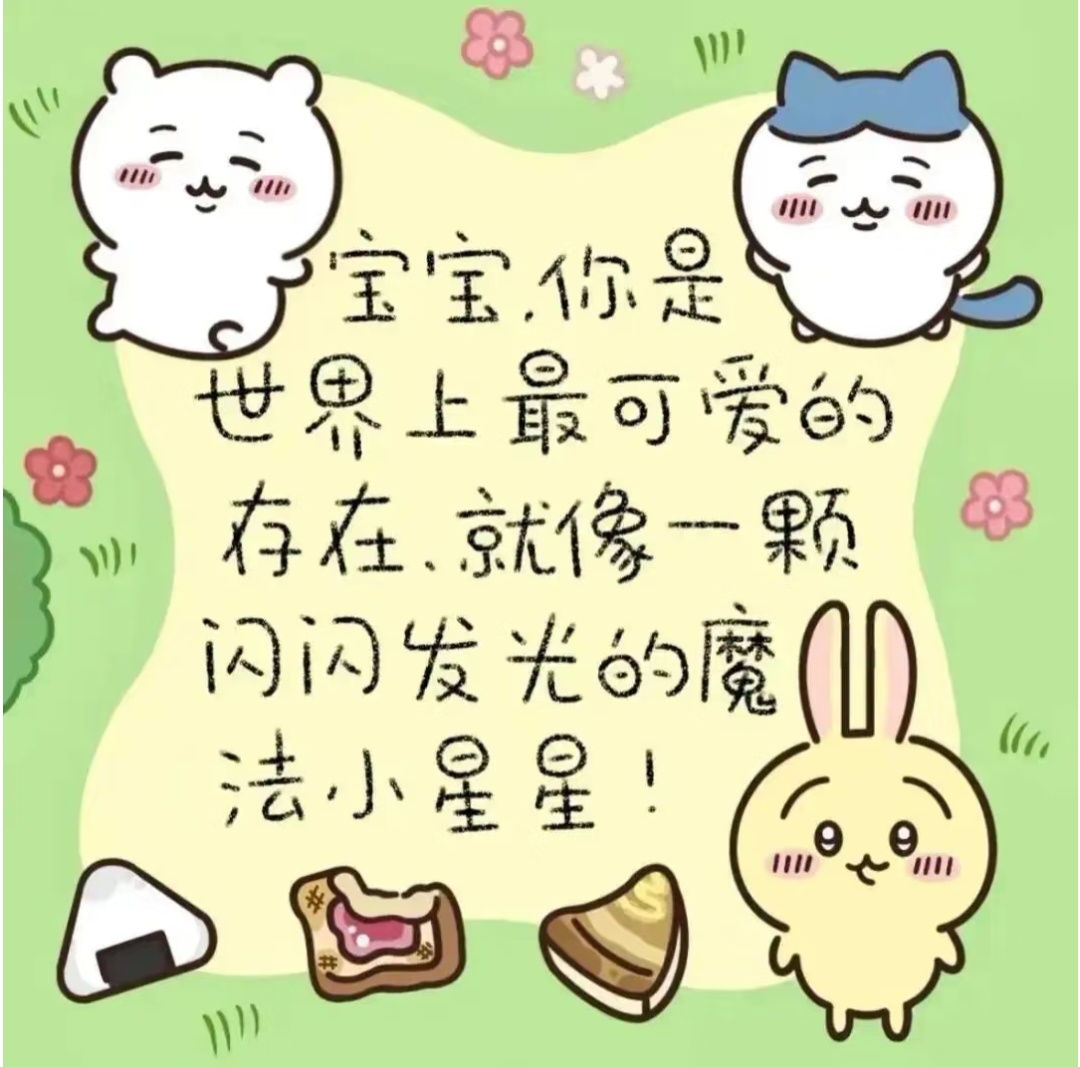 宝宝,你是
世界上最可爱的
存在、就像一颗
闪闪发光的魔
法小星星!